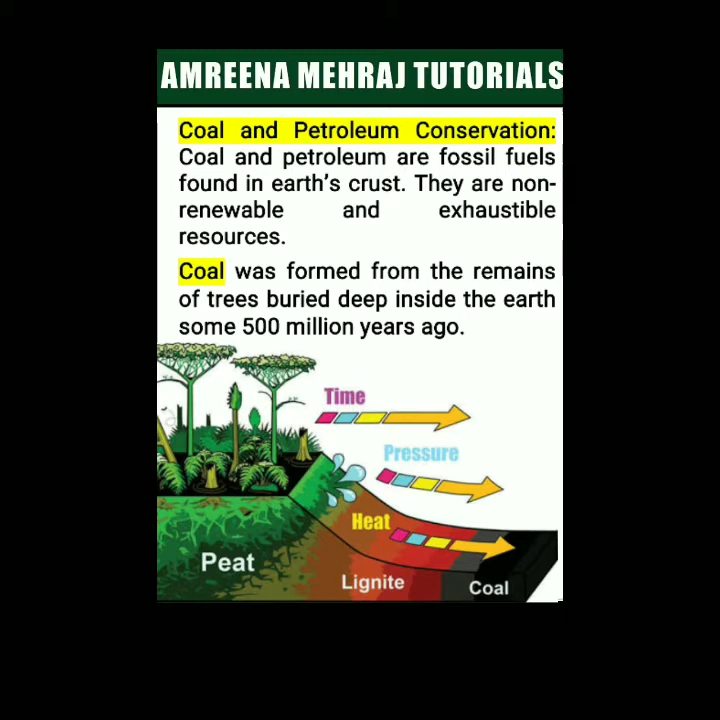 AMREENA MEHRAJ TUTORIALS
Coal and Petroleum Conservation:
Coal and petroleum are fossil fuels
found in earth's crust. They are non-
renewable and exhaustible
resources.
Coal was formed from the remains
of trees buried deep inside the earth
some 500 million years ago.
Time
Pressure
Heat
Peat
Lignite
Coal